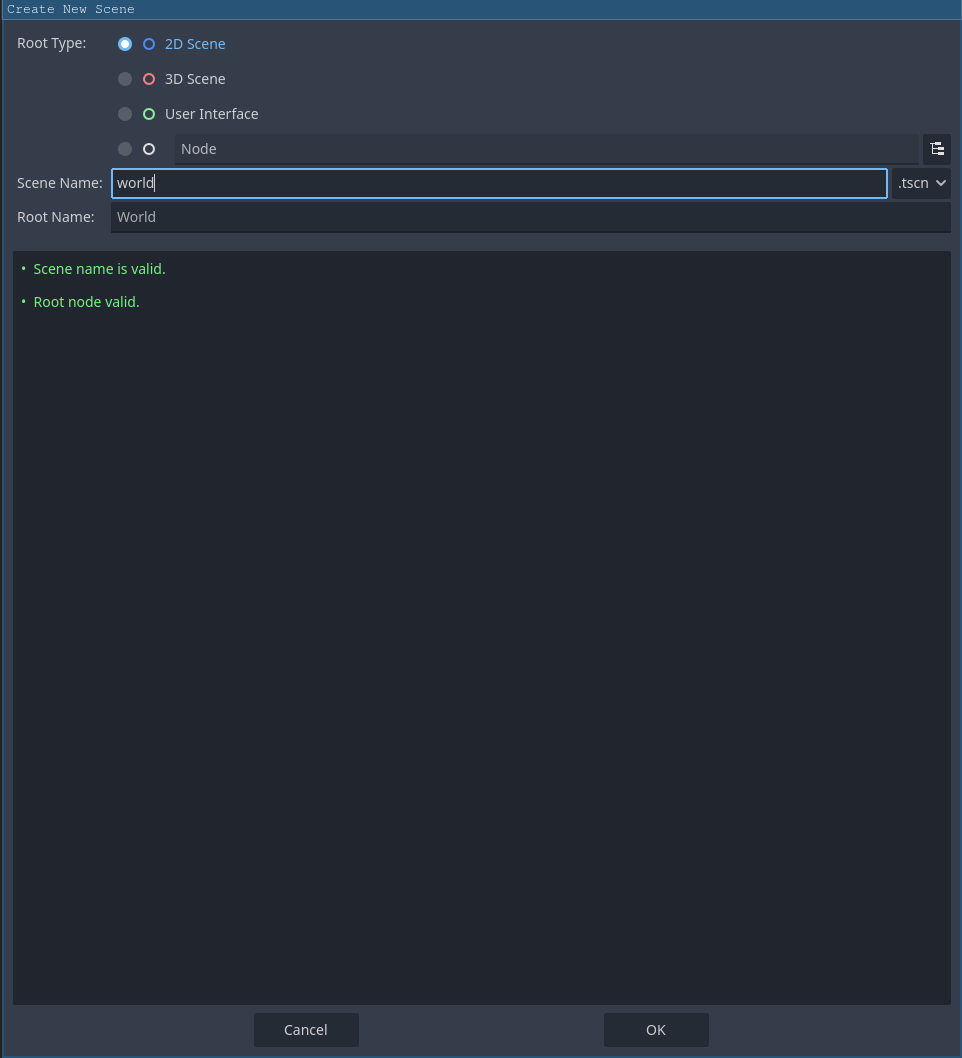 Create New Scene
Root Type:
2D Scene
3D Scene
User Interface
Node
Scene Name: world .tscn
Root Name: World
• Scene name is valid.
• Root node valid.
Cancel OK